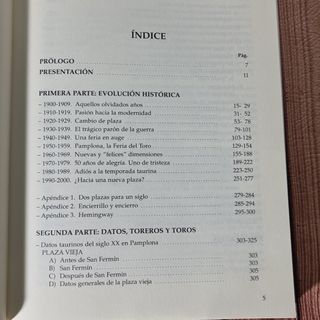 ÍNDICE
Pág.
PRÓLOGO 7
PRESENTACIÓN 11
PRIMERA PARTE: EVOLUCIÓN HISTÓRICA
– 1900-1909. Aquellos olvidados años 15- 29
– 1910-1919. Pasión hacia la modernidad 31- 52
– 1920-1929. Cambio de plaza 53- 78
– 1930-1939. El trágico parón de la guerra 79-101
– 1940-1949. Una feria en auge 103-128
– 1950-1959. Pamplona, la Feria del Toro 129-154
– 1960-1969. Nuevas y "felices" dimensiones 155-188
– 1970-1979. 50 años de alegría. Uno de tristeza 189-222
– 1980-1989. Adiós a la temporada taurina 223-250
– 1990-2000. ¿Hacia una nueva plaza? 251-277
– Apéndice 1. Dos plazas para un siglo 279-284
– Apéndice 2. Encierrillo y encierro 285-294
– Apéndice 3. Hemingway 295-300
SEGUNDA PARTE: DATOS, TOREROS Y TOROS
– Datos taurinos del siglo XX en Pamplona 303-325
PLAZA VIEJA
A) Antes de San Fermín 303
B) San Fermín 305
C) Después de San Fermín 305
D) Datos generales de la plaza vieja 305
5